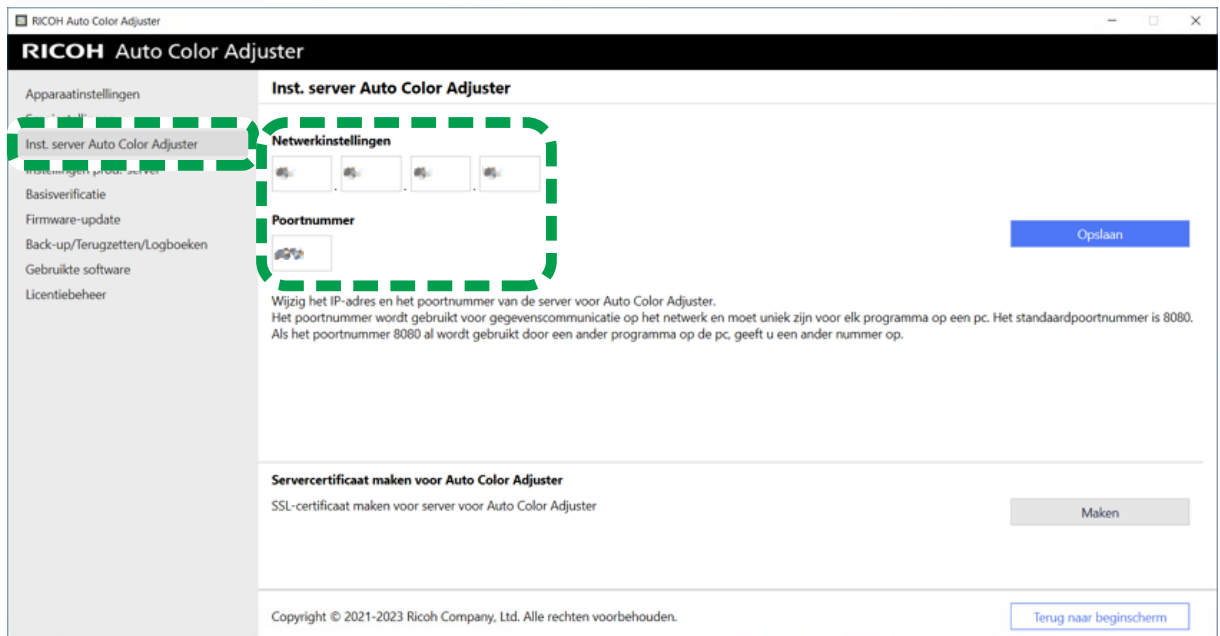 RICOH Auto Color Adjuster
RICOH Auto Color Adjuster
Apparaatinstellingen
Inst. server Auto Color Adjuster
Instellingen prod. server
Basisverificatie
Firmware-update
Back-up/Terugzetten/Logboeken
Gebruikte software
Licentiebeheer
Inst. server Auto Color Adjuster
Netwerkinstellingen
. . .
Poortnummer
Opslaan
Wijzig het IP-adres en het poortnummer van de server voor Auto Color Adjuster.
Het poortnummer wordt gebruikt voor gegevenscommunicatie op het netwerk en moet uniek zijn voor elk programma op een pc. Het standaardpoortnummer is 8080.
Als het poortnummer 8080 al wordt gebruikt door een ander programma op de pc, geeft u een ander nummer op.
Servercertificaat maken voor Auto Color Adjuster
SSL-certificaat maken voor server voor Auto Color Adjuster
Maken
Copyright © 2021-2023 Ricoh Company, Ltd. Alle rechten voorbehouden.
Terug naar beginscherm